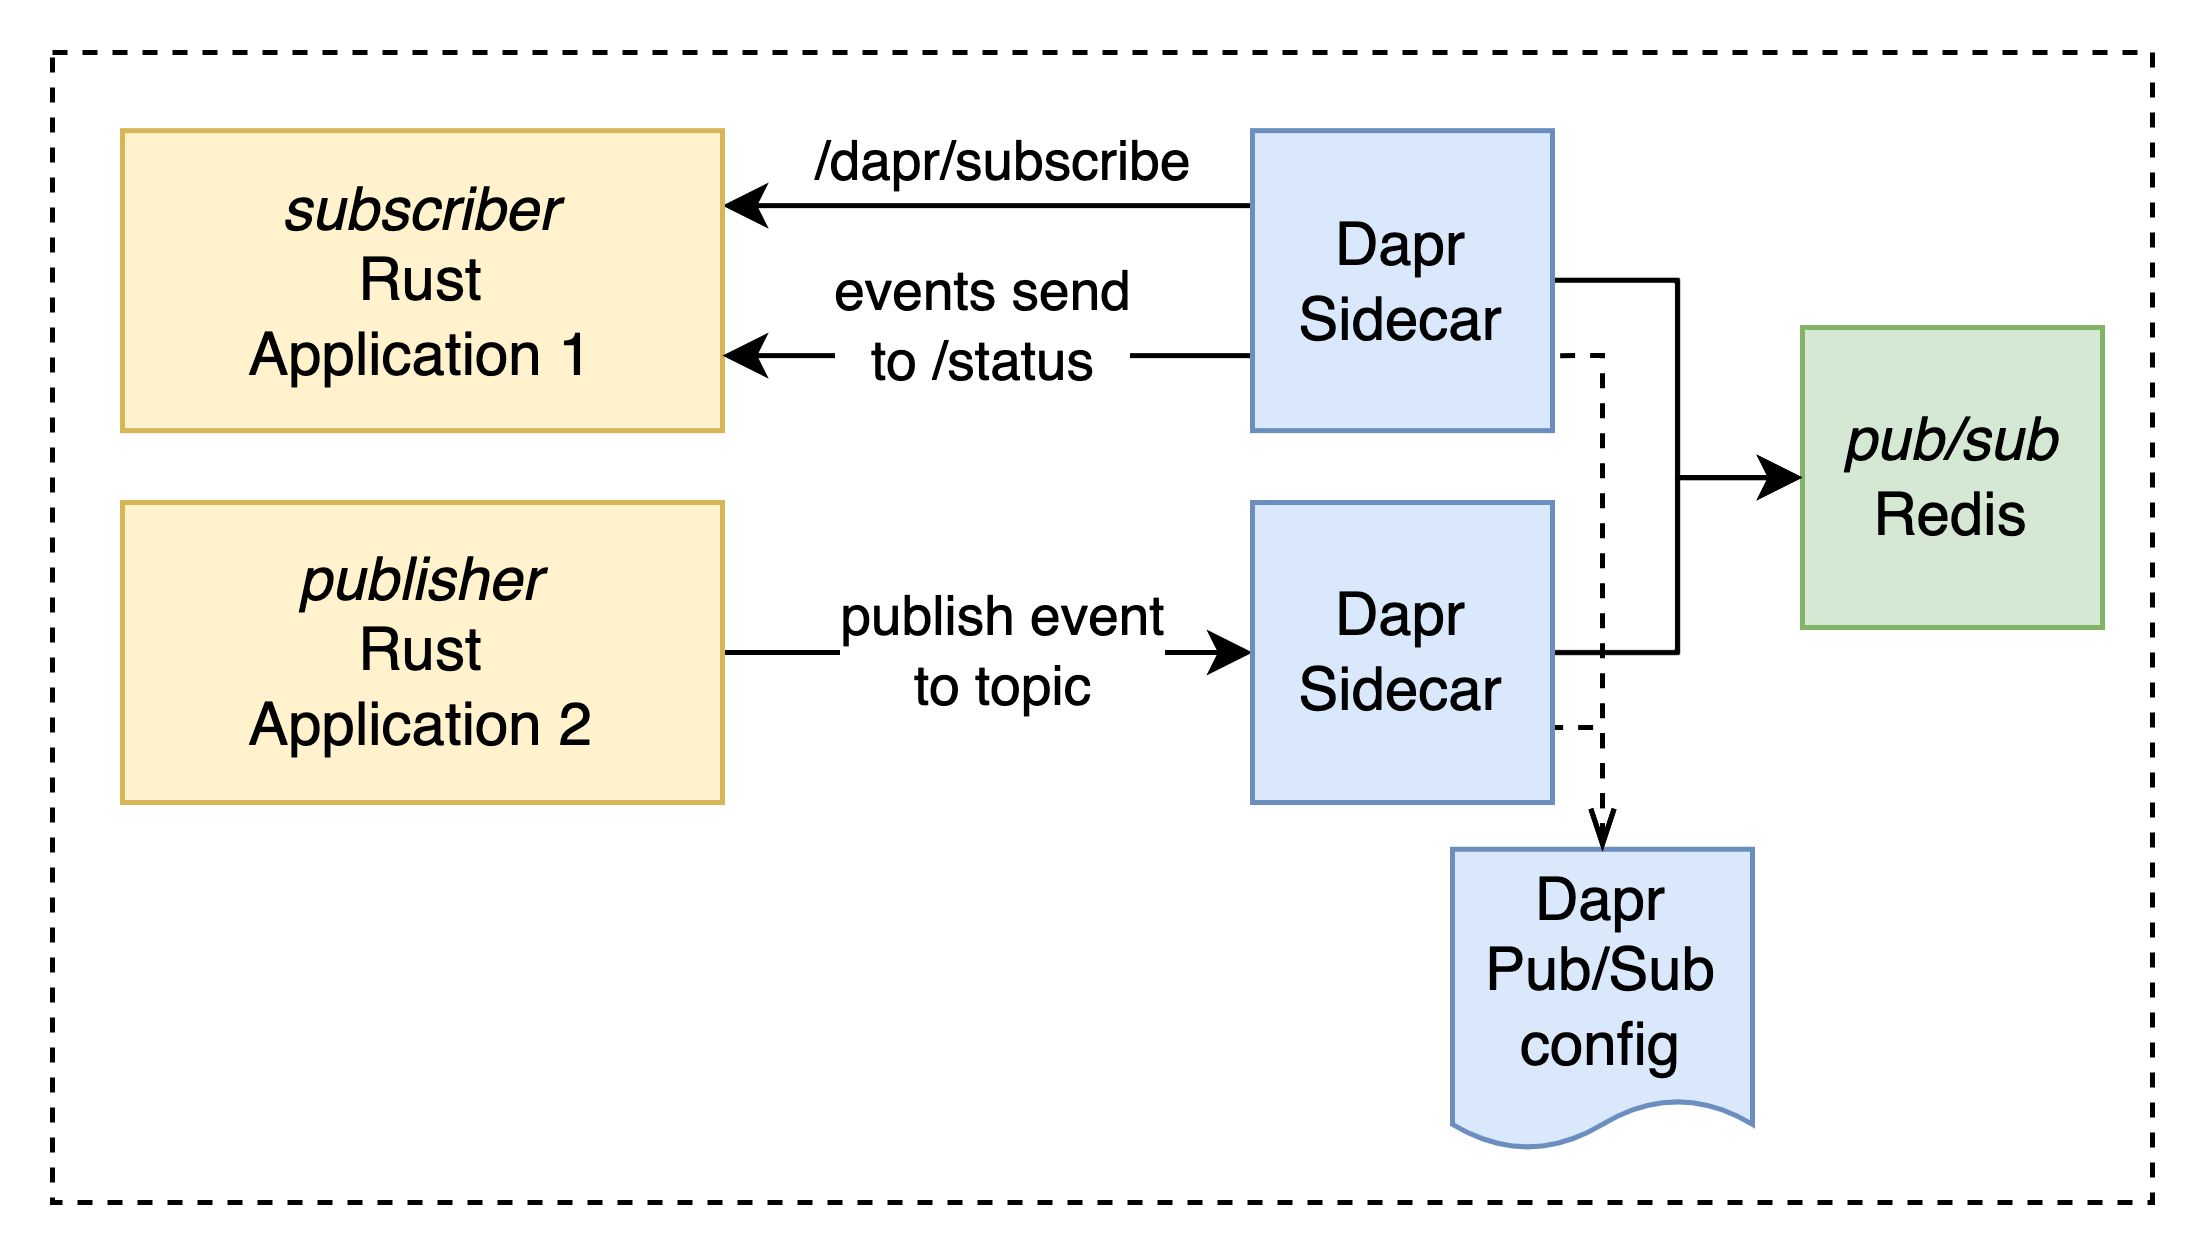 subscriber
Rust
Application 1
/dapr/subscribe
events send
to /status
Dapr
Sidecar
pub/sub
Redis
publisher
Rust
Application 2
publish event
to topic
Dapr
Sidecar
Dapr
Pub/Sub
config